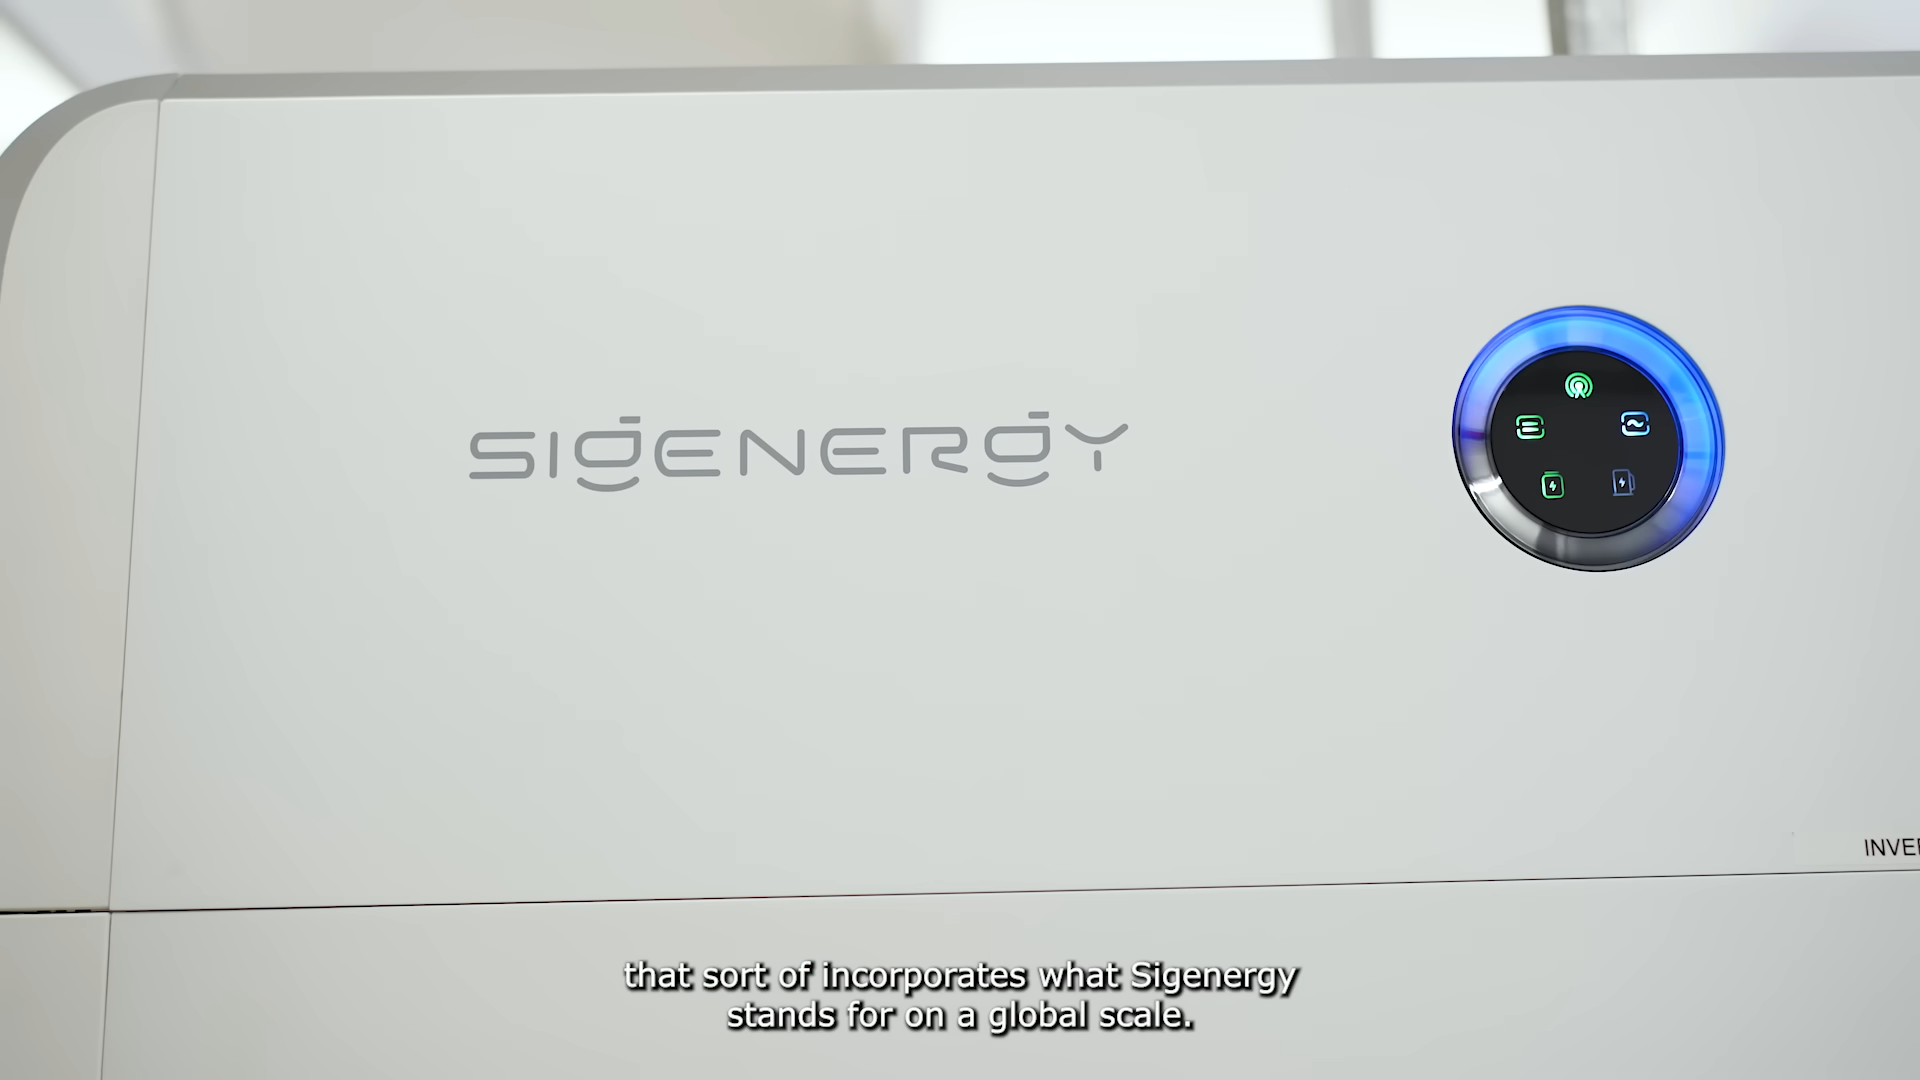 SIGENERGY
INVE
that sort of incorporates what Sigenergy
stands for on a global scale.